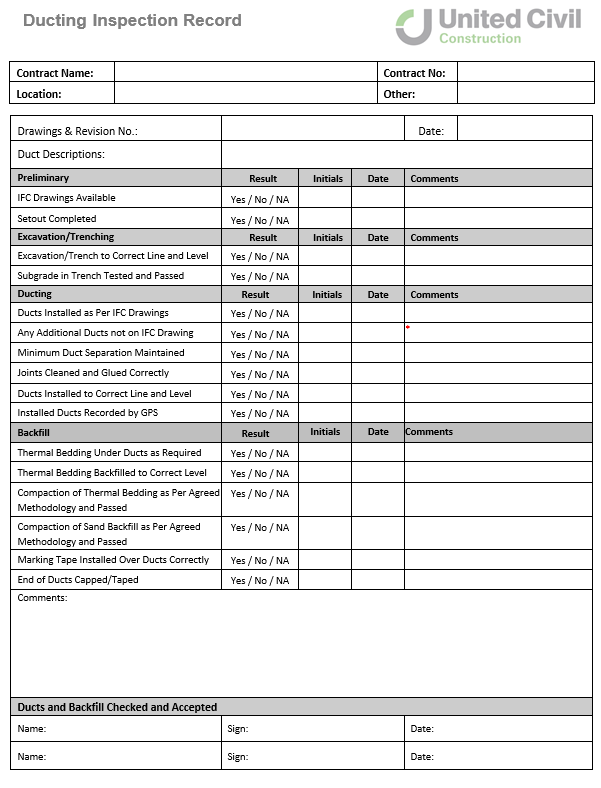 Ducting Inspection Record
United Civil
Construction
Contract Name: Contract No:
Location: Other:
Drawings & Revision No.: Date:
Duct Descriptions:
Preliminary Result Initials Date Comments
IFC Drawings Available Yes / No / NA
Setout Completed Yes / No / NA
Excavation/Trenching Result Initials Date Comments
Excavation/Trench to Correct Line and Level Yes / No / NA
Subgrade in Trench Tested and Passed Yes / No / NA
Ducting Result Initials Date Comments
Ducts Installed as Per IFC Drawings Yes / No / NA
Any Additional Ducts not on IFC Drawing Yes / No / NA *
Minimum Duct Separation Maintained Yes / No / NA
Joints Cleaned and Glued Correctly Yes / No / NA
Ducts Installed to Correct Line and Level Yes / No / NA
Installed Ducts Recorded by GPS Yes / No / NA
Backfill Result Initials Date Comments
Thermal Bedding Under Ducts as Required Yes / No / NA
Thermal Bedding Backfilled to Correct Level Yes / No / NA
Compaction of Thermal Bedding as Per Agreed Yes / No / NA
Methodology and Passed
Compaction of Sand Backfill as Per Agreed Yes / No / NA
Methodology and Passed
Marking Tape Installed Over Ducts Correctly Yes / No / NA
End of Ducts Capped/Taped Yes / No / NA
Comments:
Ducts and Backfill Checked and Accepted
Name: Sign: Date:
Name: Sign: Date: